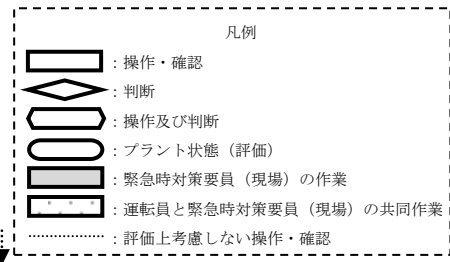 凡例
：操作・確認
：判断
：操作及び判断
：プラント状態（評価）
：緊急時対策要員（現場）の作業
：運転員と緊急時対策要員（現場）の共同作業
：評価上考慮しない操作・確認